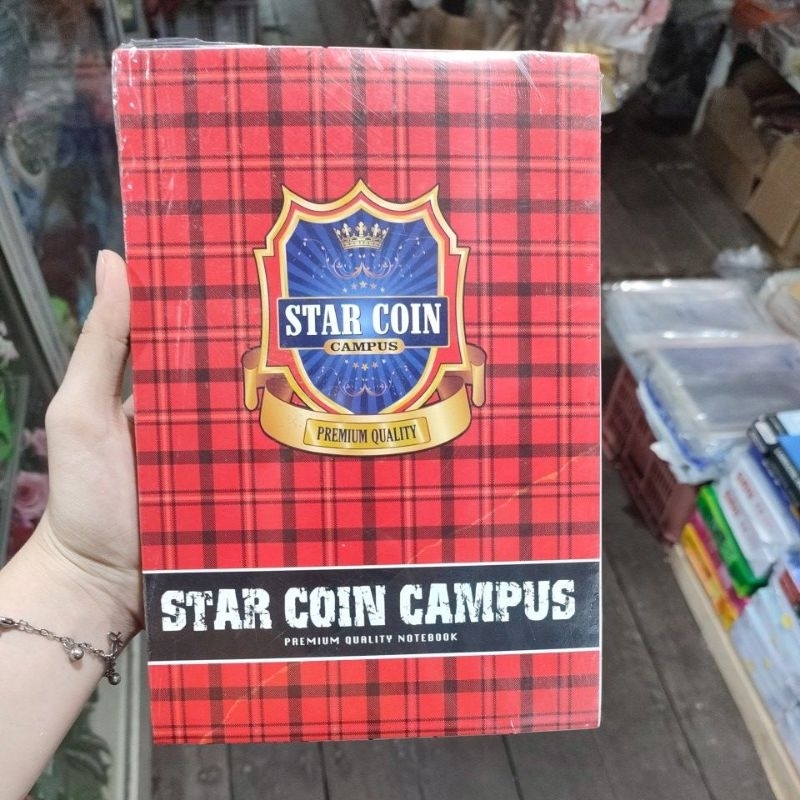 STAR COIN
CAMPUS
PREMIUM QUALITY
STAR COIN CAMPUS
PREMIUM QUALITY NOTEBOOK